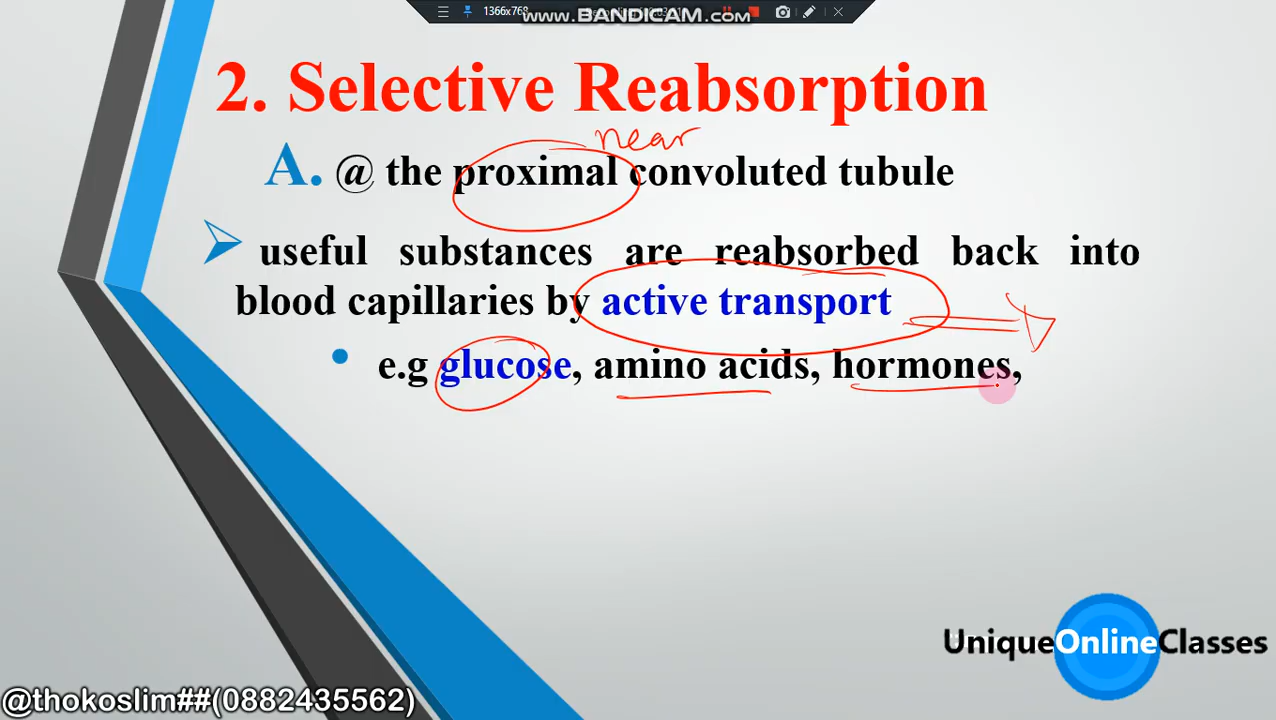 1366x768
www.BANDICAM.com
2. Selective Reabsorption
near
A. @ the proximal convoluted tubule
useful substances are reabsorbed back into
blood capillaries by active transport
e.g glucose, amino acids, hormones,
UniqueOnlineClasses
@thokoslim##(0882435562)